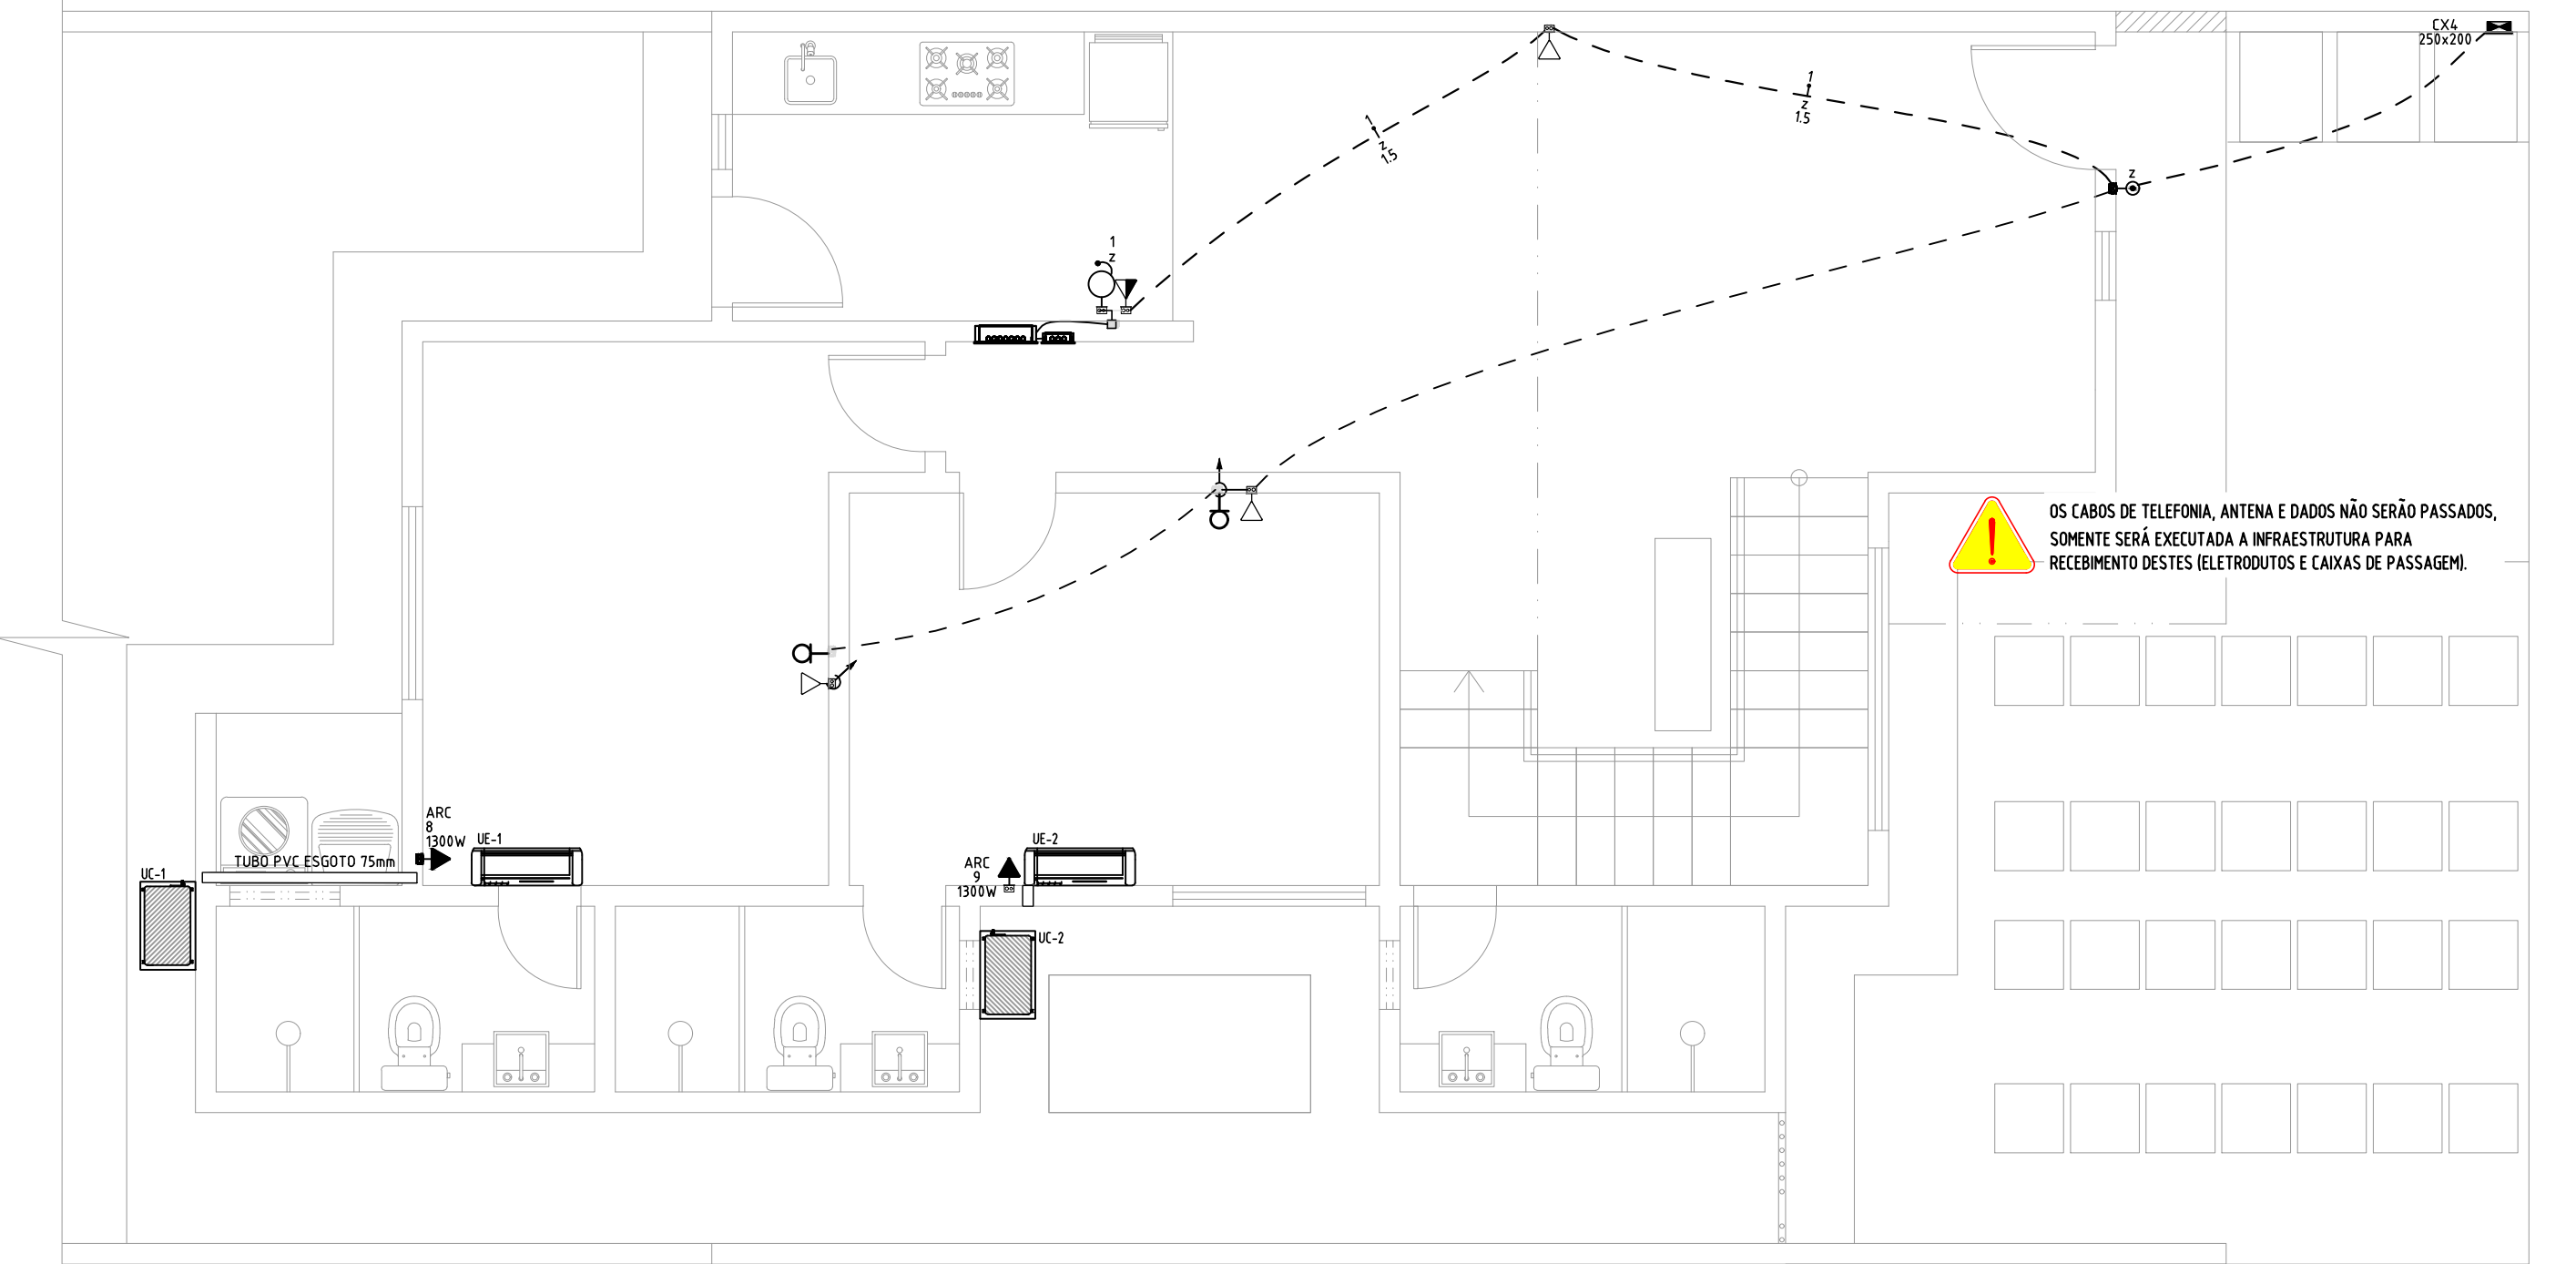 CX4
250x200
1
z
1.5
1
z
1.5
z
1
z
OS CABOS DE TELEFONIA, ANTENA E DADOS NÃO SERÃO PASSADOS,
SOMENTE SERÁ EXECUTADA A INFRAESTRUTURA PARA
RECEBIMENTO DESTES (ELETRODUTOS E CAIXAS DE PASSAGEM).
ARC
8
1300W
UE-1
TUBO PVC ESGOTO 75mm
UC-1
UE-2
ARC
9
1300W
UC-2